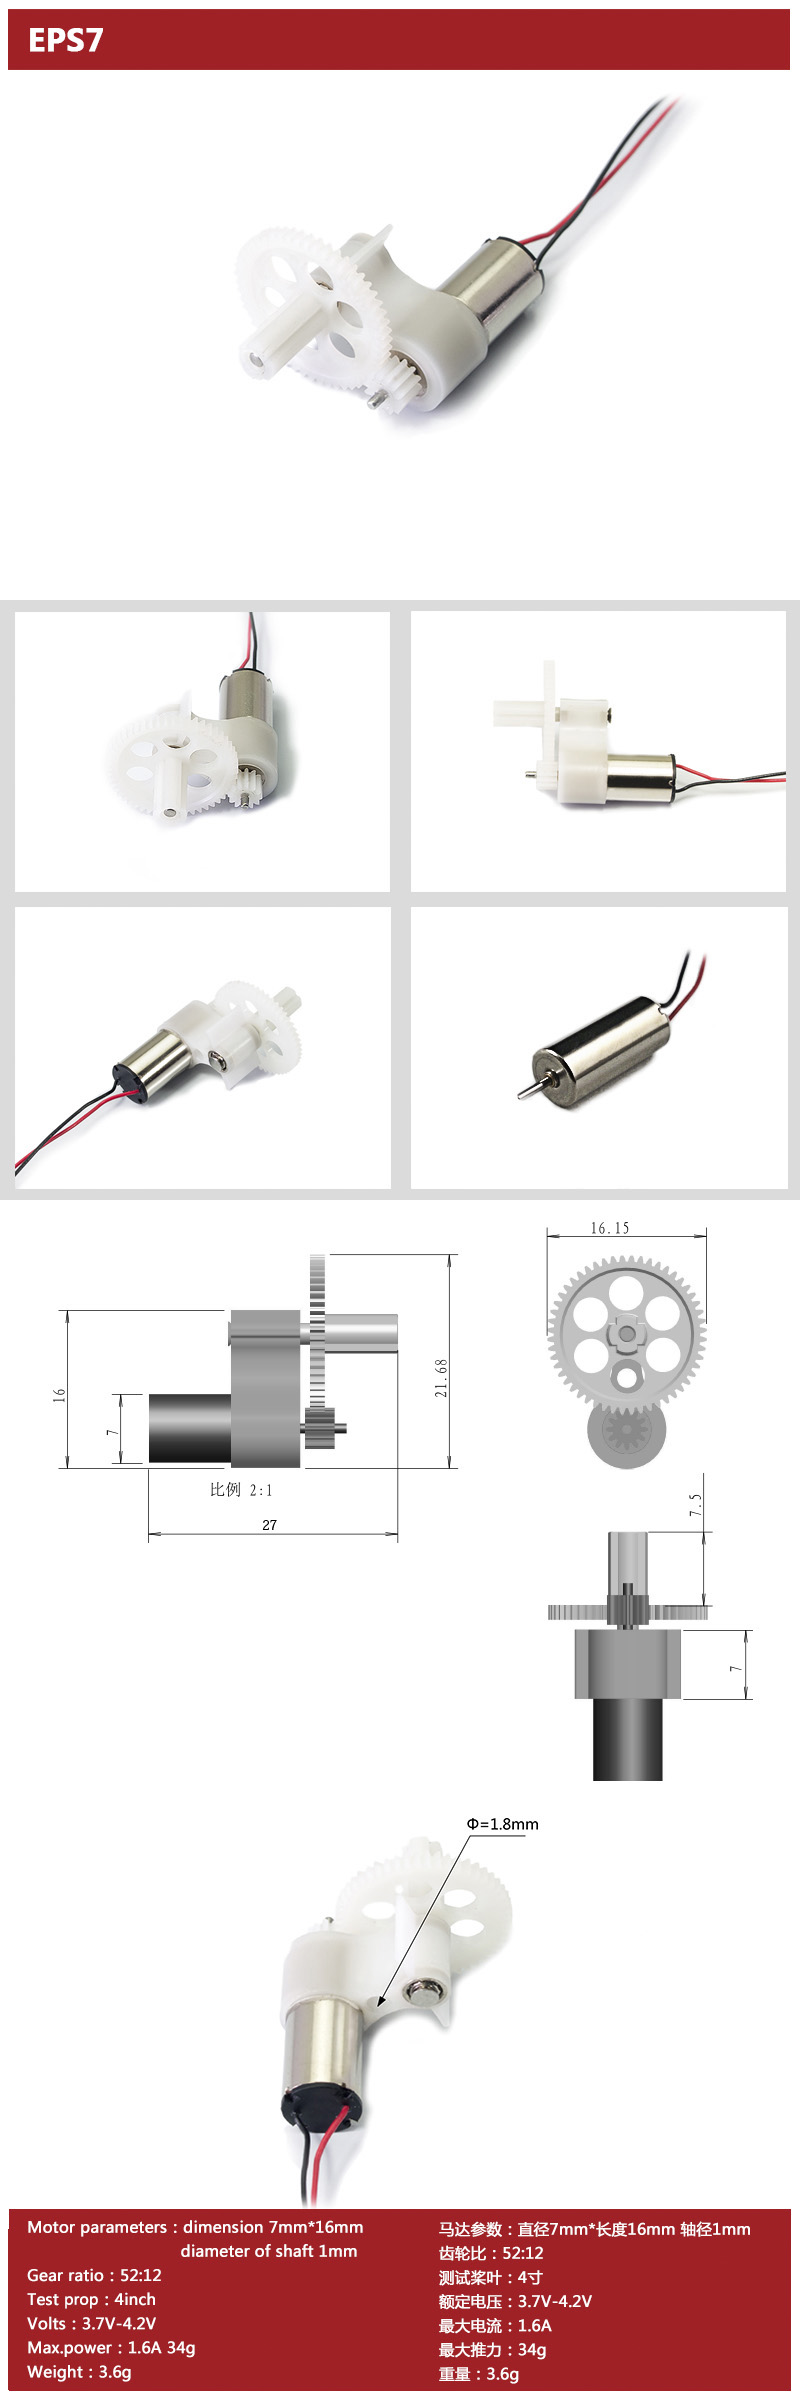 EPS7
16.15
16
7
21.68
比例 2:1
27
7.5
7
Φ=1.8mm
Motor parameters : dimension 7mm*16mm
diameter of shaft 1mm
Gear ratio : 52:12
Test prop : 4inch
Volts : 3.7V-4.2V
Max.power : 1.6A 34g
Weight : 3.6g
马达参数 : 直径7mm*长度16mm 轴径1mm
齿轮比 : 52:12
测试桨叶 : 4寸
额定电压 : 3.7V-4.2V
最大电流 : 1.6A
最大推力 : 34g
重量 : 3.6g